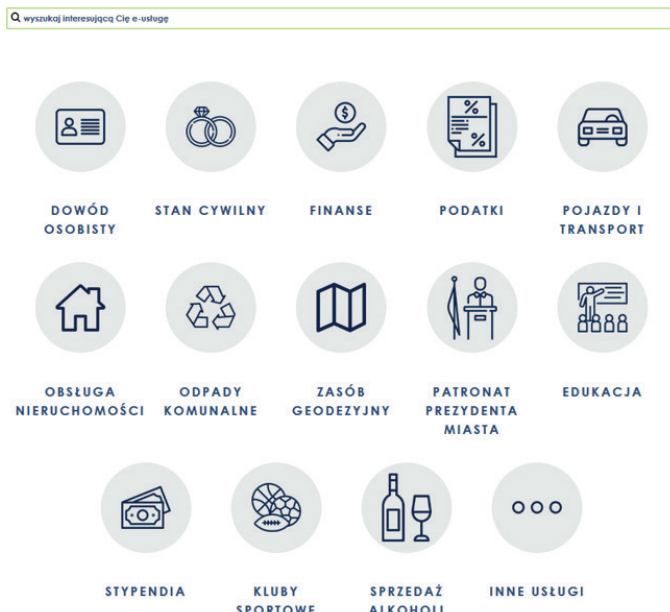 wyszukaj interesującą Cię e-usługę
DOWÓD
OSOBISTY
STAN CYWILNY
FINANSE
PODATKI
POJAZDY I
TRANSPORT
OBSŁUGA
NIERUCHOMOŚCI
ODPADY
KOMUNALNE
ZASÓB
GEODEZYJNY
PATRONAT
PREZYDENTA
MIASTA
EDUKACJA
STYPENDIA
KLUBY
SPORTOWE
SPRZEDAŻ
ALKOHOLI
INNE USŁUGI